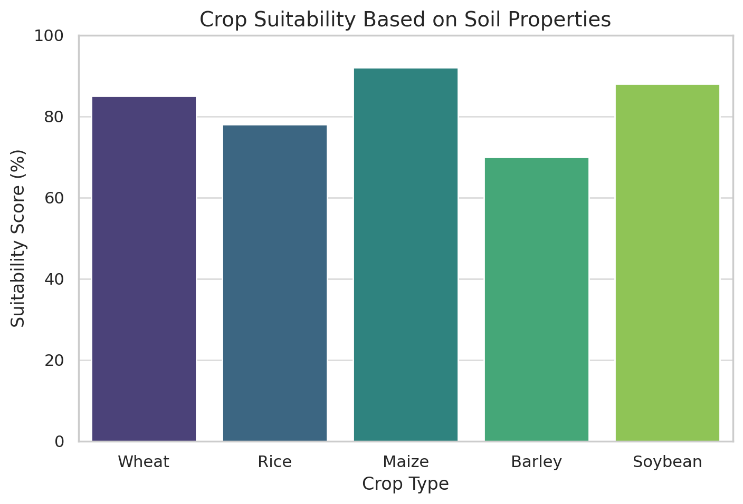 Crop Suitability Based on Soil Properties
Suitability Score (%)
100
80
60
40
20
0
Wheat Rice Maize Barley Soybean
Crop Type